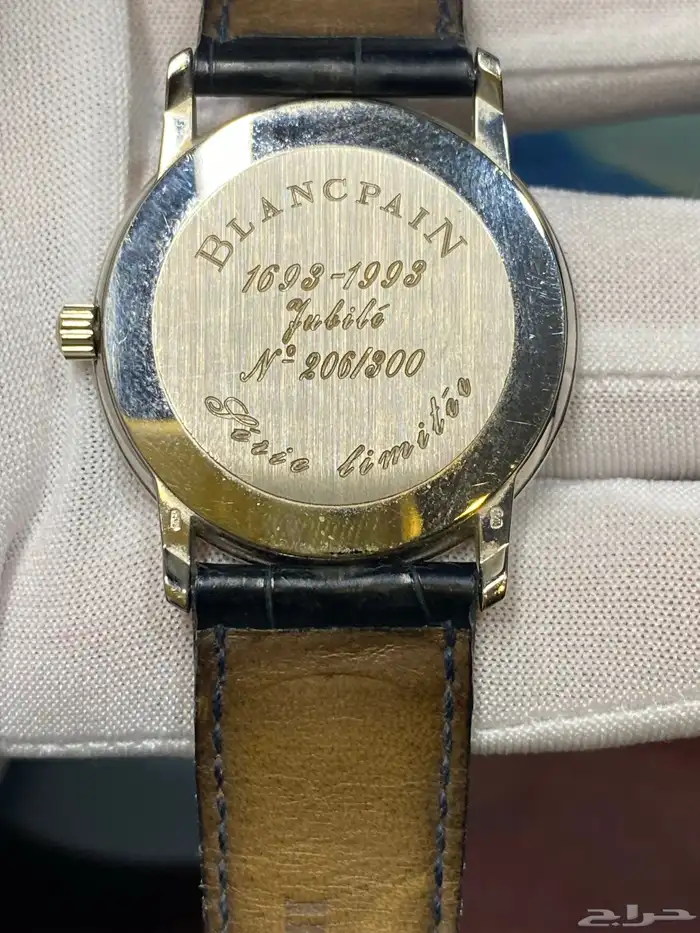 BLANCPAIN
1693-1993
Jubilé
Nº 206/300
Série limitée
حراج